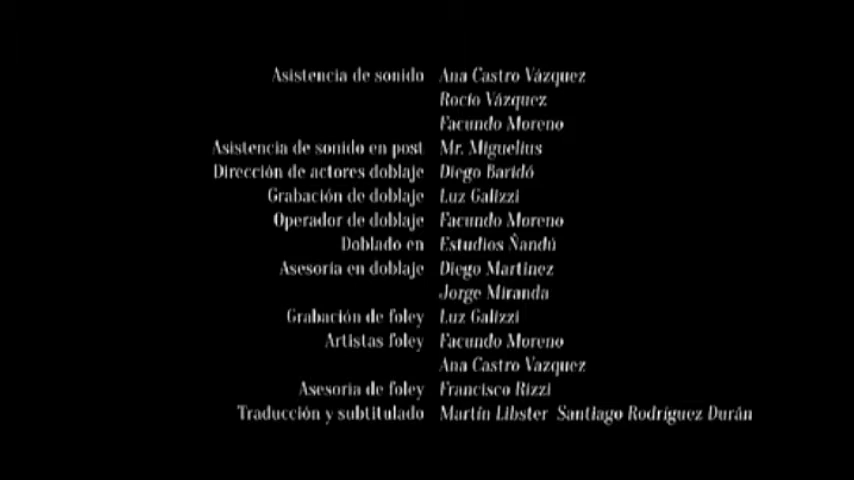 Asistencia de sonido Ana Castro Vázquez
Rocío Vázquez
Facundo Moreno
Asistencia de sonido en post Mr. Miguelius
Dirección de actores doblaje Diego Baridó
Grabación de doblaje Luz Galizzi
Operador de doblaje Facundo Moreno
Doblado en Estudios Ñandú
Asesoría en doblaje Diego Martinez
Jorge Miranda
Grabación de foley Luz Galizzi
Artistas foley Facundo Moreno
Ana Castro Vazquez
Asesoria de foley Francisco Rizzi
Traducción y subtitulado Martín Libster Santiago Rodríguez Durán